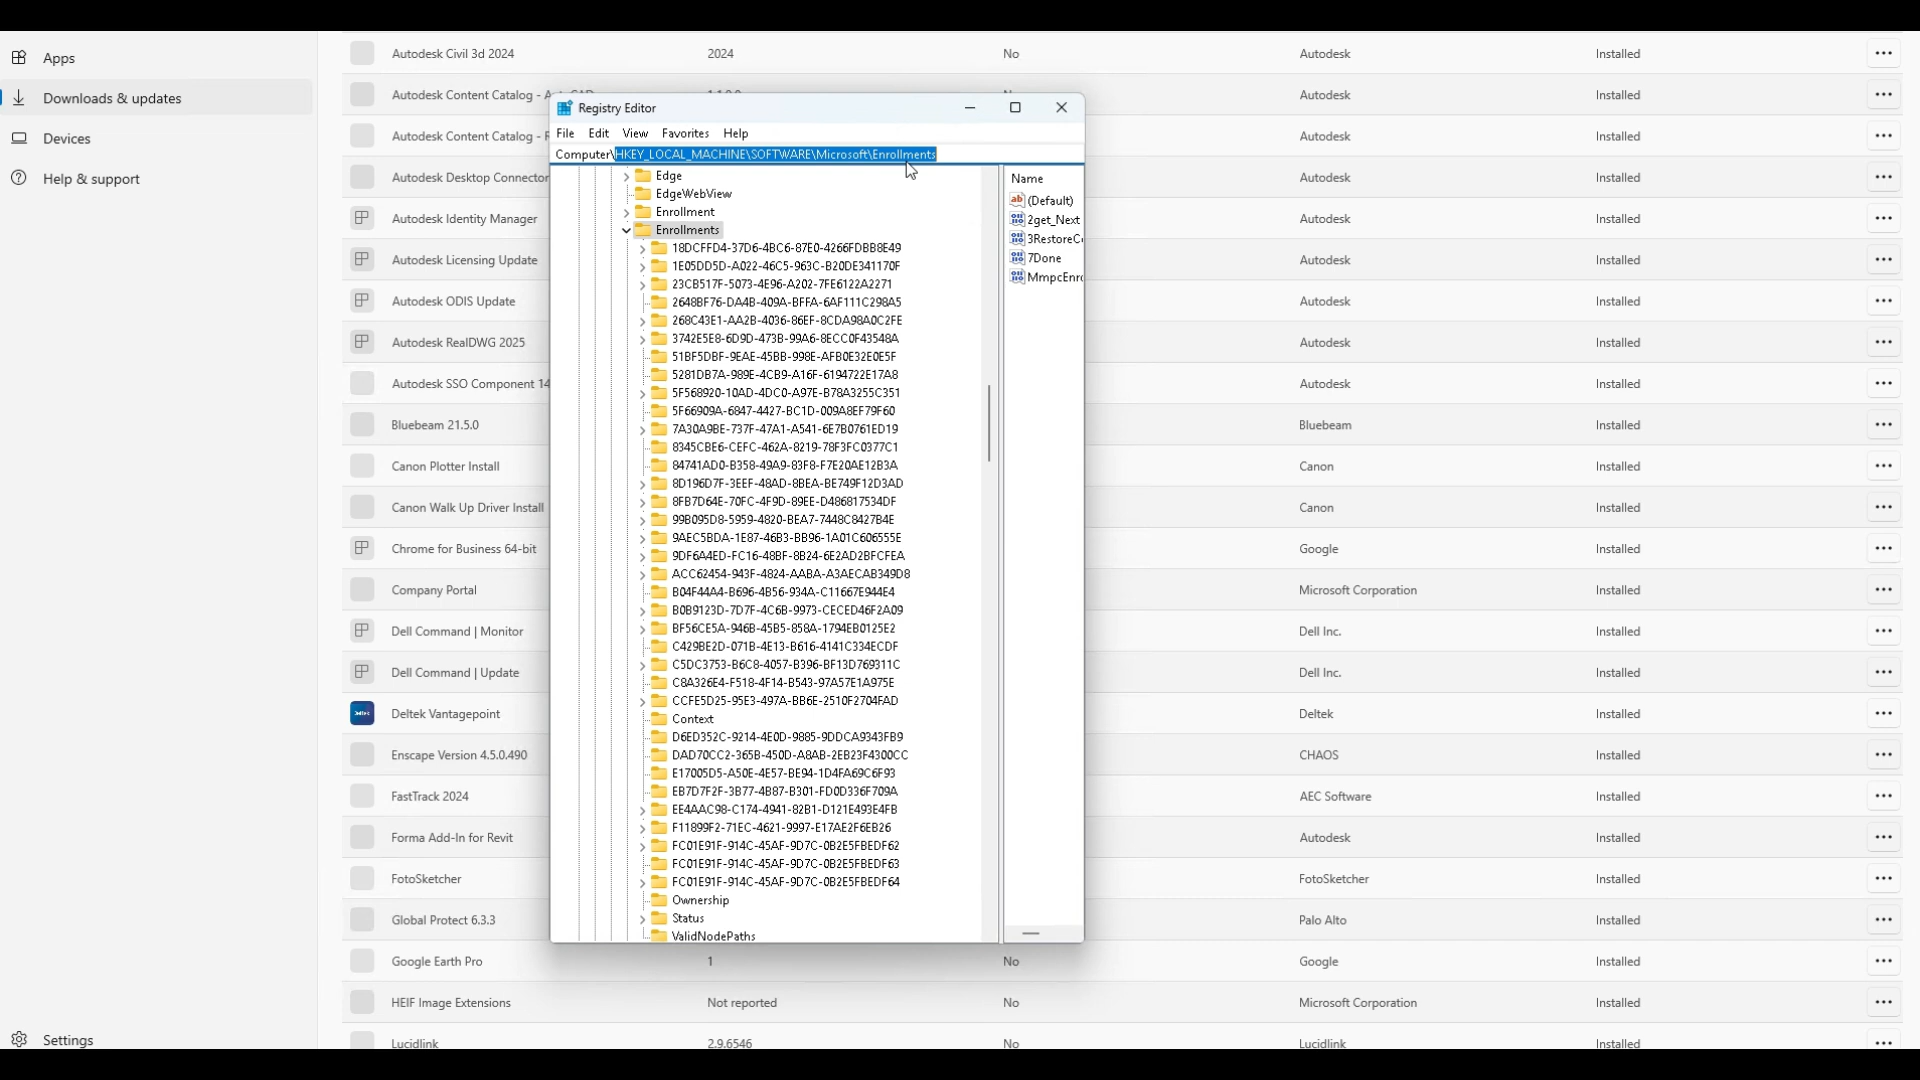 Apps
Downloads & updates
Devices
Help & support
Settings
Autodesk Civil 3d 2024 2024 No Autodesk Installed
Autodesk Content Catalog - Autodesk Installed
Autodesk Content Catalog - Autodesk Installed
Autodesk Desktop Connector Autodesk Installed
Autodesk Identity Manager Autodesk Installed
Autodesk Licensing Update Autodesk Installed
Autodesk ODIS Update Autodesk Installed
Autodesk RealDWG 2025 Autodesk Installed
Autodesk SSO Component 14 Autodesk Installed
Bluebeam 21.5.0 Bluebeam Installed
Canon Plotter Install Canon Installed
Canon Walk Up Driver Install Canon Installed
Chrome for Business 64-bit Google Installed
Company Portal Microsoft Corporation Installed
Dell Command | Monitor Dell Inc. Installed
Dell Command | Update Dell Inc. Installed
Deltek Vantagepoint Deltek Installed
Enscape Version 4.5.0.490 CHAOS Installed
FastTrack 2024 AEC Software Installed
Forma Add-In for Revit Autodesk Installed
FotoSketcher FotoSketcher Installed
Global Protect 6.3.3 Palo Alto Installed
Google Earth Pro 1 No Google Installed
HEIF Image Extensions Not reported No Microsoft Corporation Installed
Lucidlink 2.9.6546 No Lucidlink Installed
Registry Editor
File Edit View Favorites Help
Computer\HKEY_LOCAL_MACHINE\SOFTWARE\Microsoft\Enrollments
Edge
EdgeWebView
Enrollment
Enrollments
18DCFFD4-37D6-4BC6-87E0-4266FDBB8E49
1E05DD5D-A022-46C5-963C-B20DE341170F
23CB517F-5073-4E96-A202-7FE6122A2271
2648BF76-DA4B-409A-BFFA-6AF111C298A5
268C43E1-AA2B-4036-86EF-8CDA98A0C2FE
3742E5E8-6D9D-473B-99A6-8ECC0F43548A
51BF5DBF-9EAE-45BB-998E-AFB0E32E0E5F
5281DB7A-989E-4CB9-A16F-6194722E17A8
5F568920-10AD-4DC0-A97E-B78A3255C351
5F66909A-6847-4427-BC1D-009A8EF79F60
7A30A9BE-737F-47A1-A541-6E7B0761ED19
8345CBE6-CEFC-462A-8219-78F3FC0377C1
84741AD0-B358-49A9-83F8-F7E20AE12B3A
8D196D7F-3EEF-48AD-8BEA-BE749F12D3AD
8FB7D64E-70FC-4F9D-89EE-D486817534DF
99B095D8-5959-4820-BEA7-7448C8427B4E
9AEC5BDA-1E87-46B3-BB96-1A01C606555E
9DF6A4ED-FC16-48BF-8B24-6E2AD2BFCFEA
ACC62454-943F-4824-AABA-A3AECAB349D8
B04F44A4-B696-4B56-934A-C11667E944E4
B0B9123D-7D7F-4C6B-9973-CECED46F2A09
BF56CE5A-946B-45B5-858A-1794EB0125E2
C429BE2D-071B-4E13-B616-4141C334ECDF
C5DC3753-B6C8-4057-B396-BF13D769311C
C8A326E4-F518-4F14-B543-97A57E1A975E
CCFE5D25-95E3-497A-BB6E-2510F2704FAD
Context
D6ED352C-9214-4E0D-9885-9DDCA9343FB9
DAD70CC2-365B-450D-A8AB-2EB23F4300CC
E17005D5-A50E-4E57-BE94-1D4FA69C6F93
EB7D7F2F-3B77-4B87-B301-FD0D336F709A
EE4AAC98-C174-4941-82B1-D121E493E4FB
F11899F2-71EC-4621-9997-E17AE2F6EB26
FC01E91F-914C-45AF-9D7C-0B2E5FBEDF62
FC01E91F-914C-45AF-9D7C-0B2E5FBEDF63
FC01E91F-914C-45AF-9D7C-0B2E5FBEDF64
Ownership
Status
ValidNodePaths
Name
(Default)
2get_Next
3RestoreC
7Done
MmpcEnr